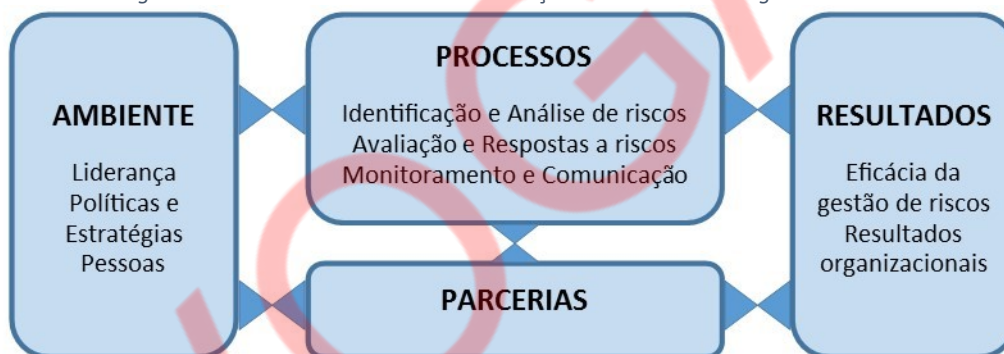 AMBIENTE
Liderança
Políticas e
Estratégias
Pessoas
PROCESSOS
Identificação e Análise de riscos
Avaliação e Respostas a riscos
Monitoramento e Comunicação
PARCERIAS
RESULTADOS
Eficácia da
gestão de riscos
Resultados
organizacionais